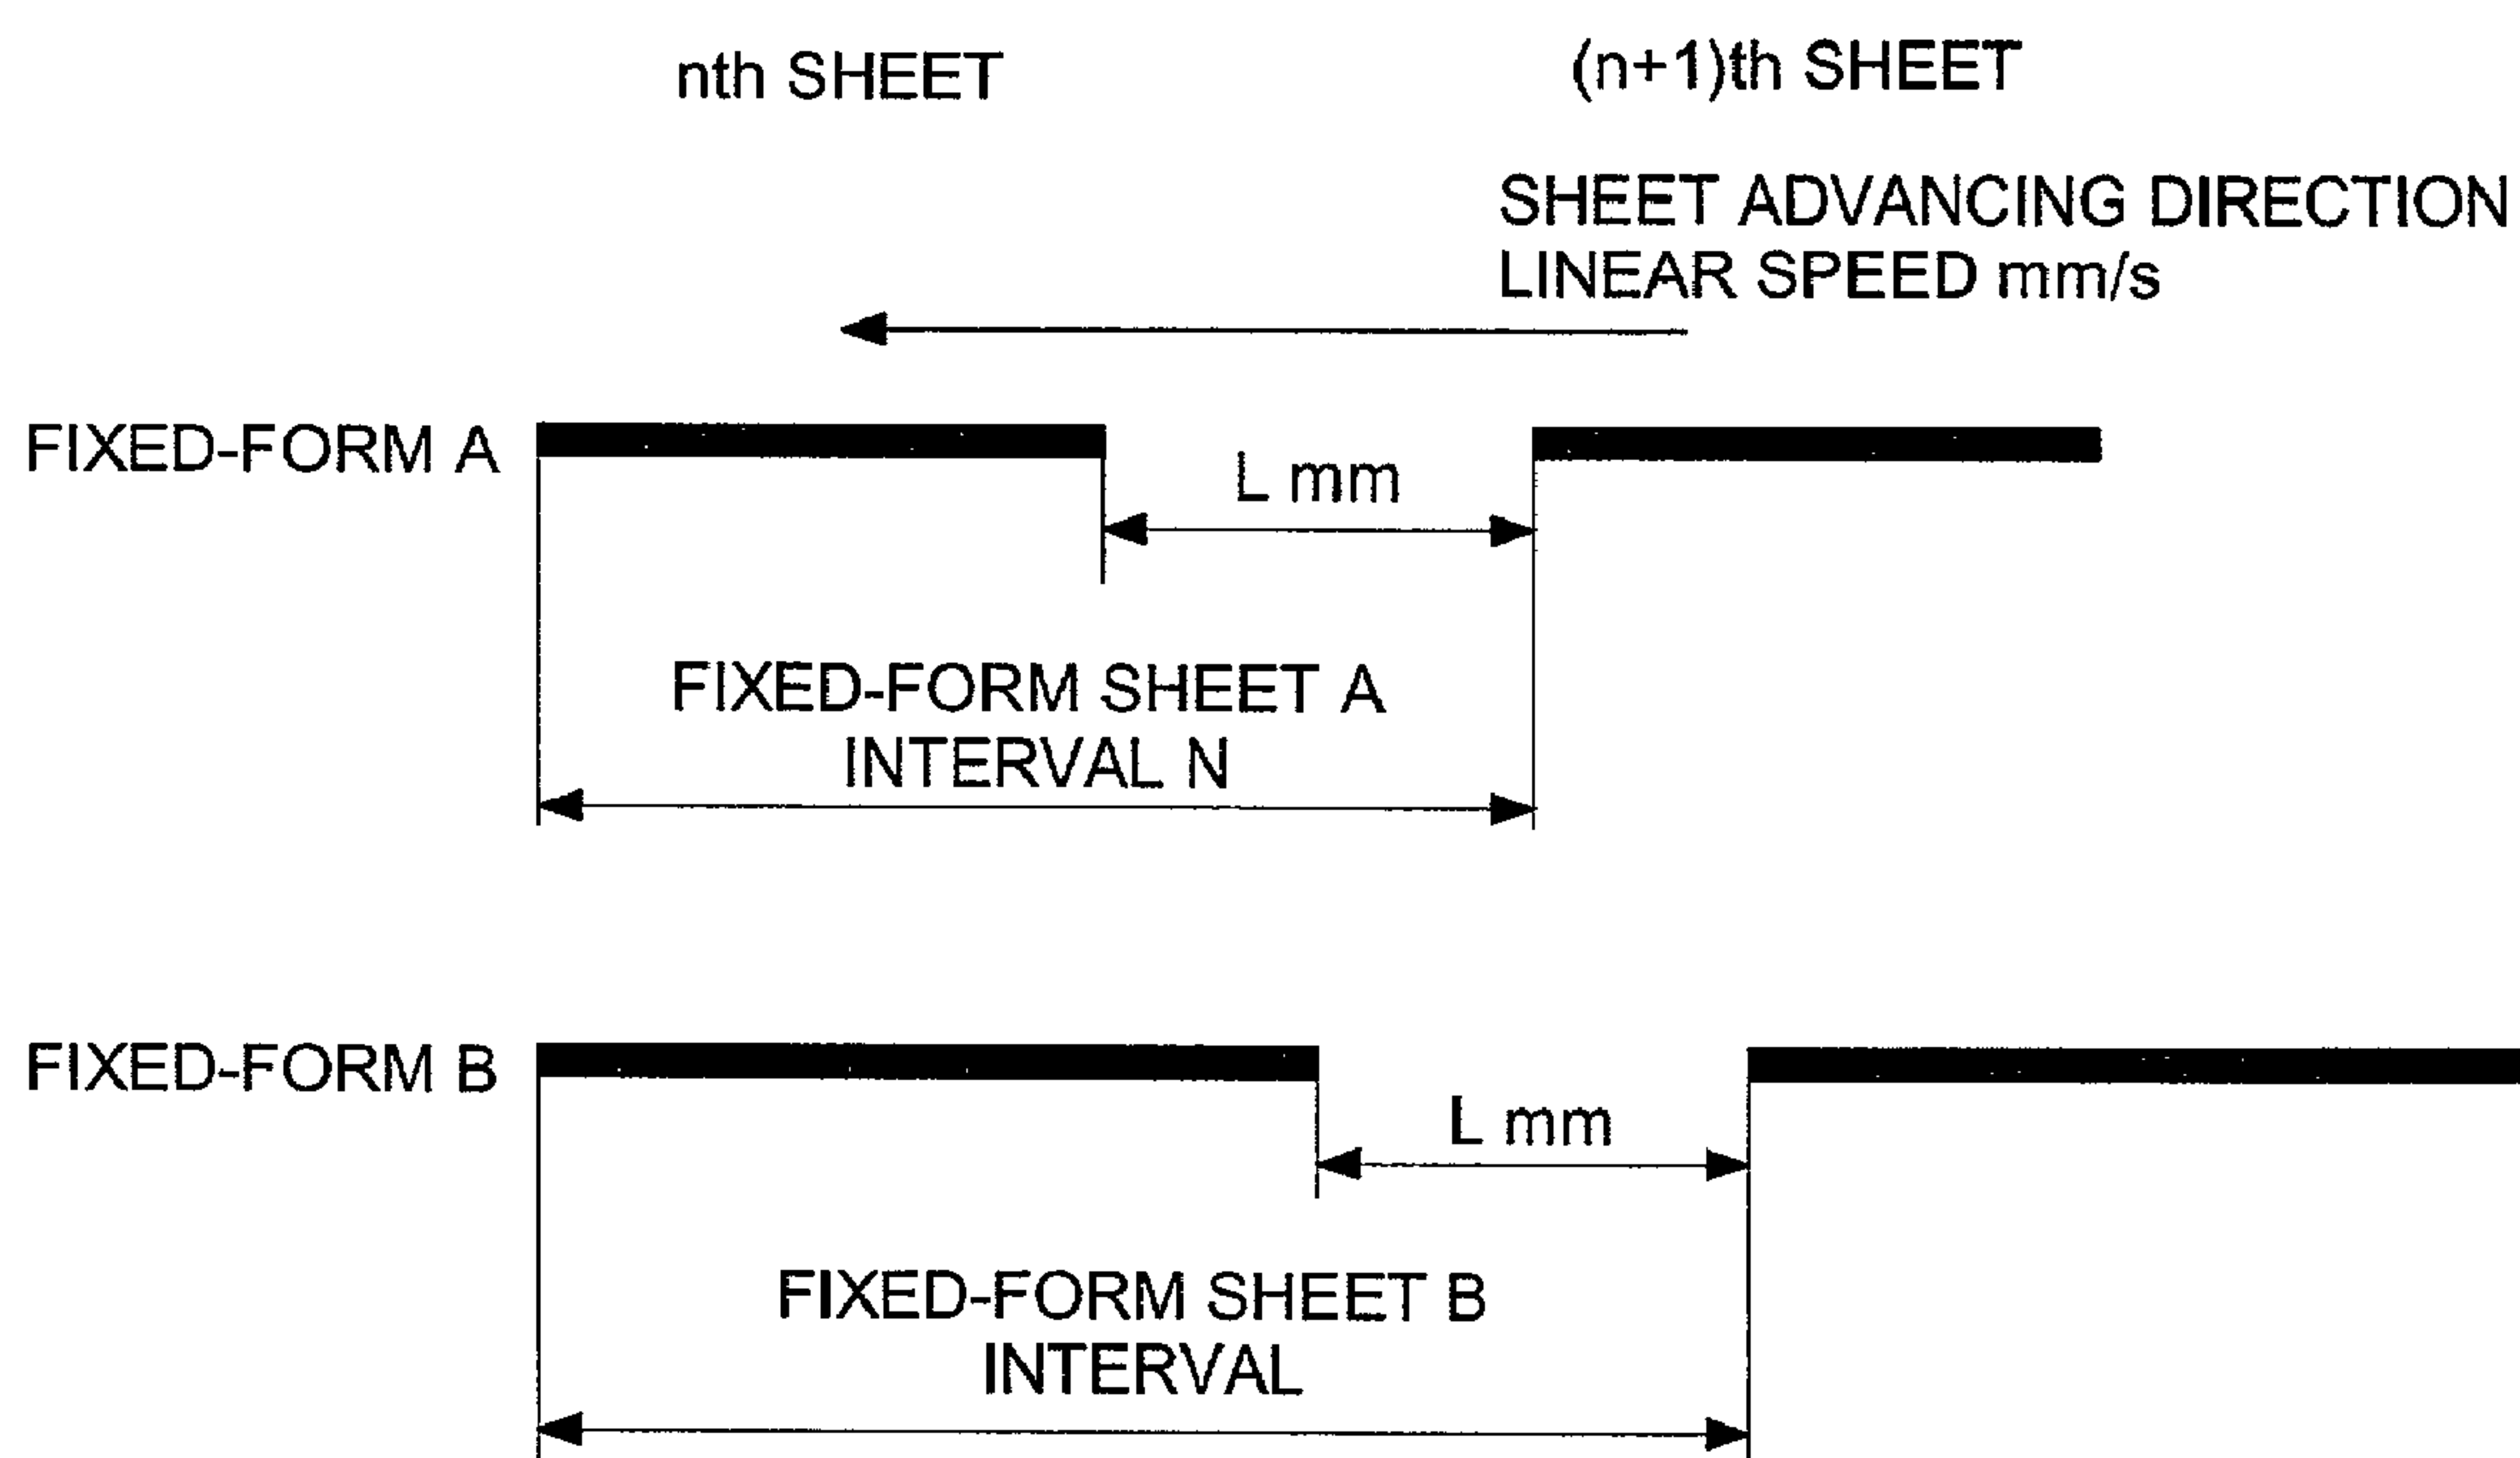 nth SHEET
(n+1)th SHEET
SHEET ADVANCING DIRECTION
LINEAR SPEED mm/s
FIXED-FORM A
L mm
FIXED-FORM SHEET A
INTERVAL N
FIXED-FORM B
L mm
FIXED-FORM SHEET B
INTERVAL